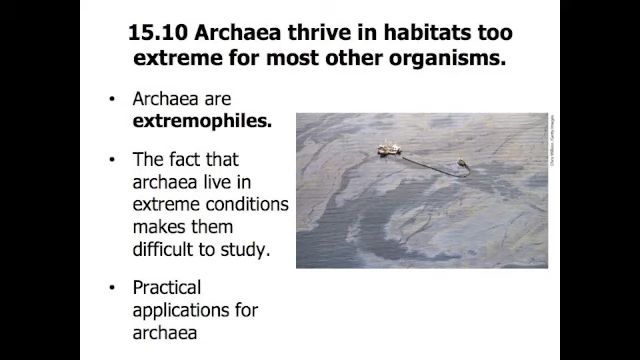 15.10 Archaea thrive in habitats too
extreme for most other organisms.
• Archaea are
extremophiles.
• The fact that
archaea live in
extreme conditions
makes them
difficult to study.
• Practical
applications for
archaea